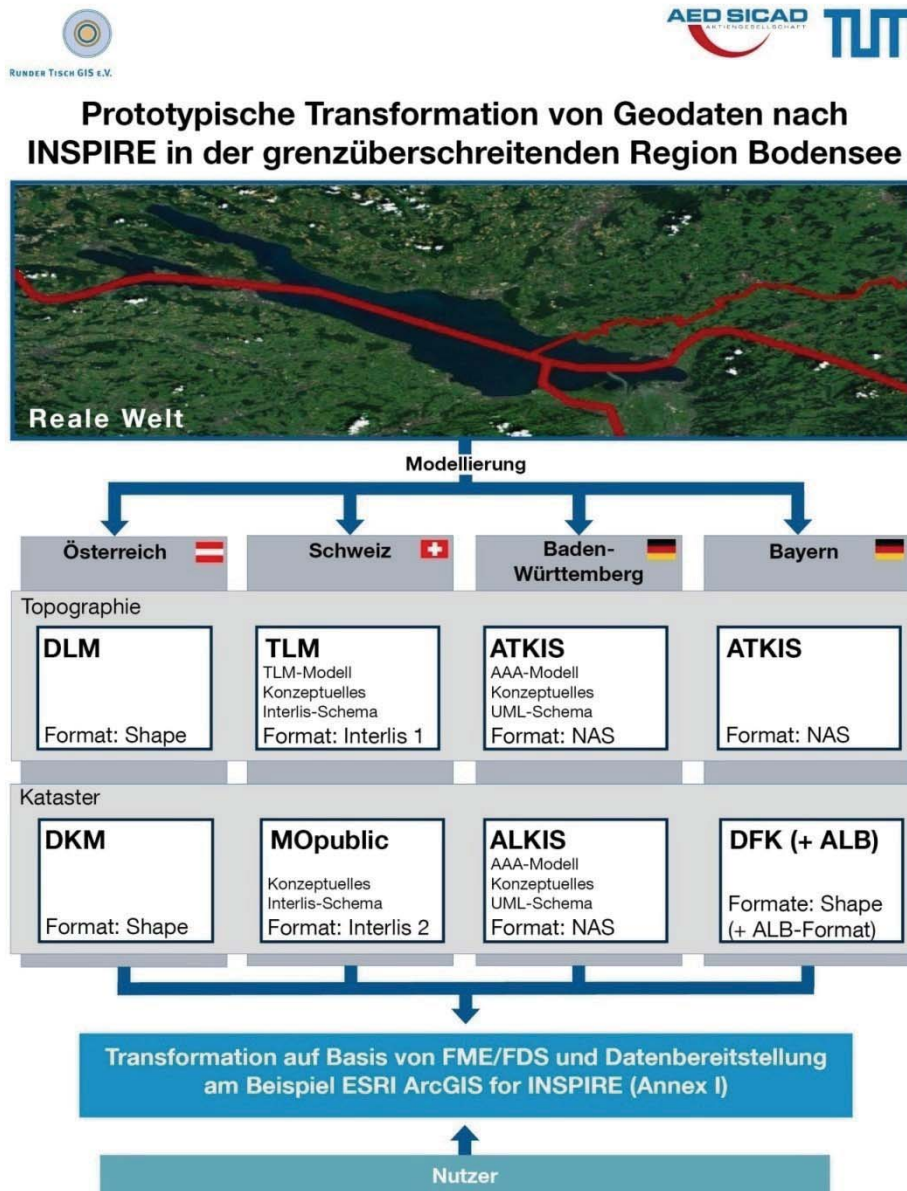 RUNDER TISCH GIS E.V.
AED SICAD
AKTIENGESELLSCHAFT
Prototypische Transformation von Geodaten nach
INSPIRE in der grenzüberschreitenden Region Bodensee
Reale Welt
Modellierung
Österreich
Schweiz
Baden-
Württemberg
Bayern
Topographie
DLM
Format: Shape
TLM
TLM-Modell
Konzeptuelles
Interlis-Schema
Format: Interlis 1
ATKIS
AAA-Modell
Konzeptuelles
UML-Schema
Format: NAS
ATKIS
Format: NAS
Kataster
DKM
Format: Shape
MOpublic
Konzeptuelles
Interlis-Schema
Format: Interlis 2
ALKIS
AAA-Modell
Konzeptuelles
UML-Schema
Format: NAS
DFK (+ ALB)
Formate: Shape
(+ ALB-Format)
Transformation auf Basis von FME/FDS und Datenbereitstellung
am Beispiel ESRI ArcGIS for INSPIRE (Annex I)
Nutzer